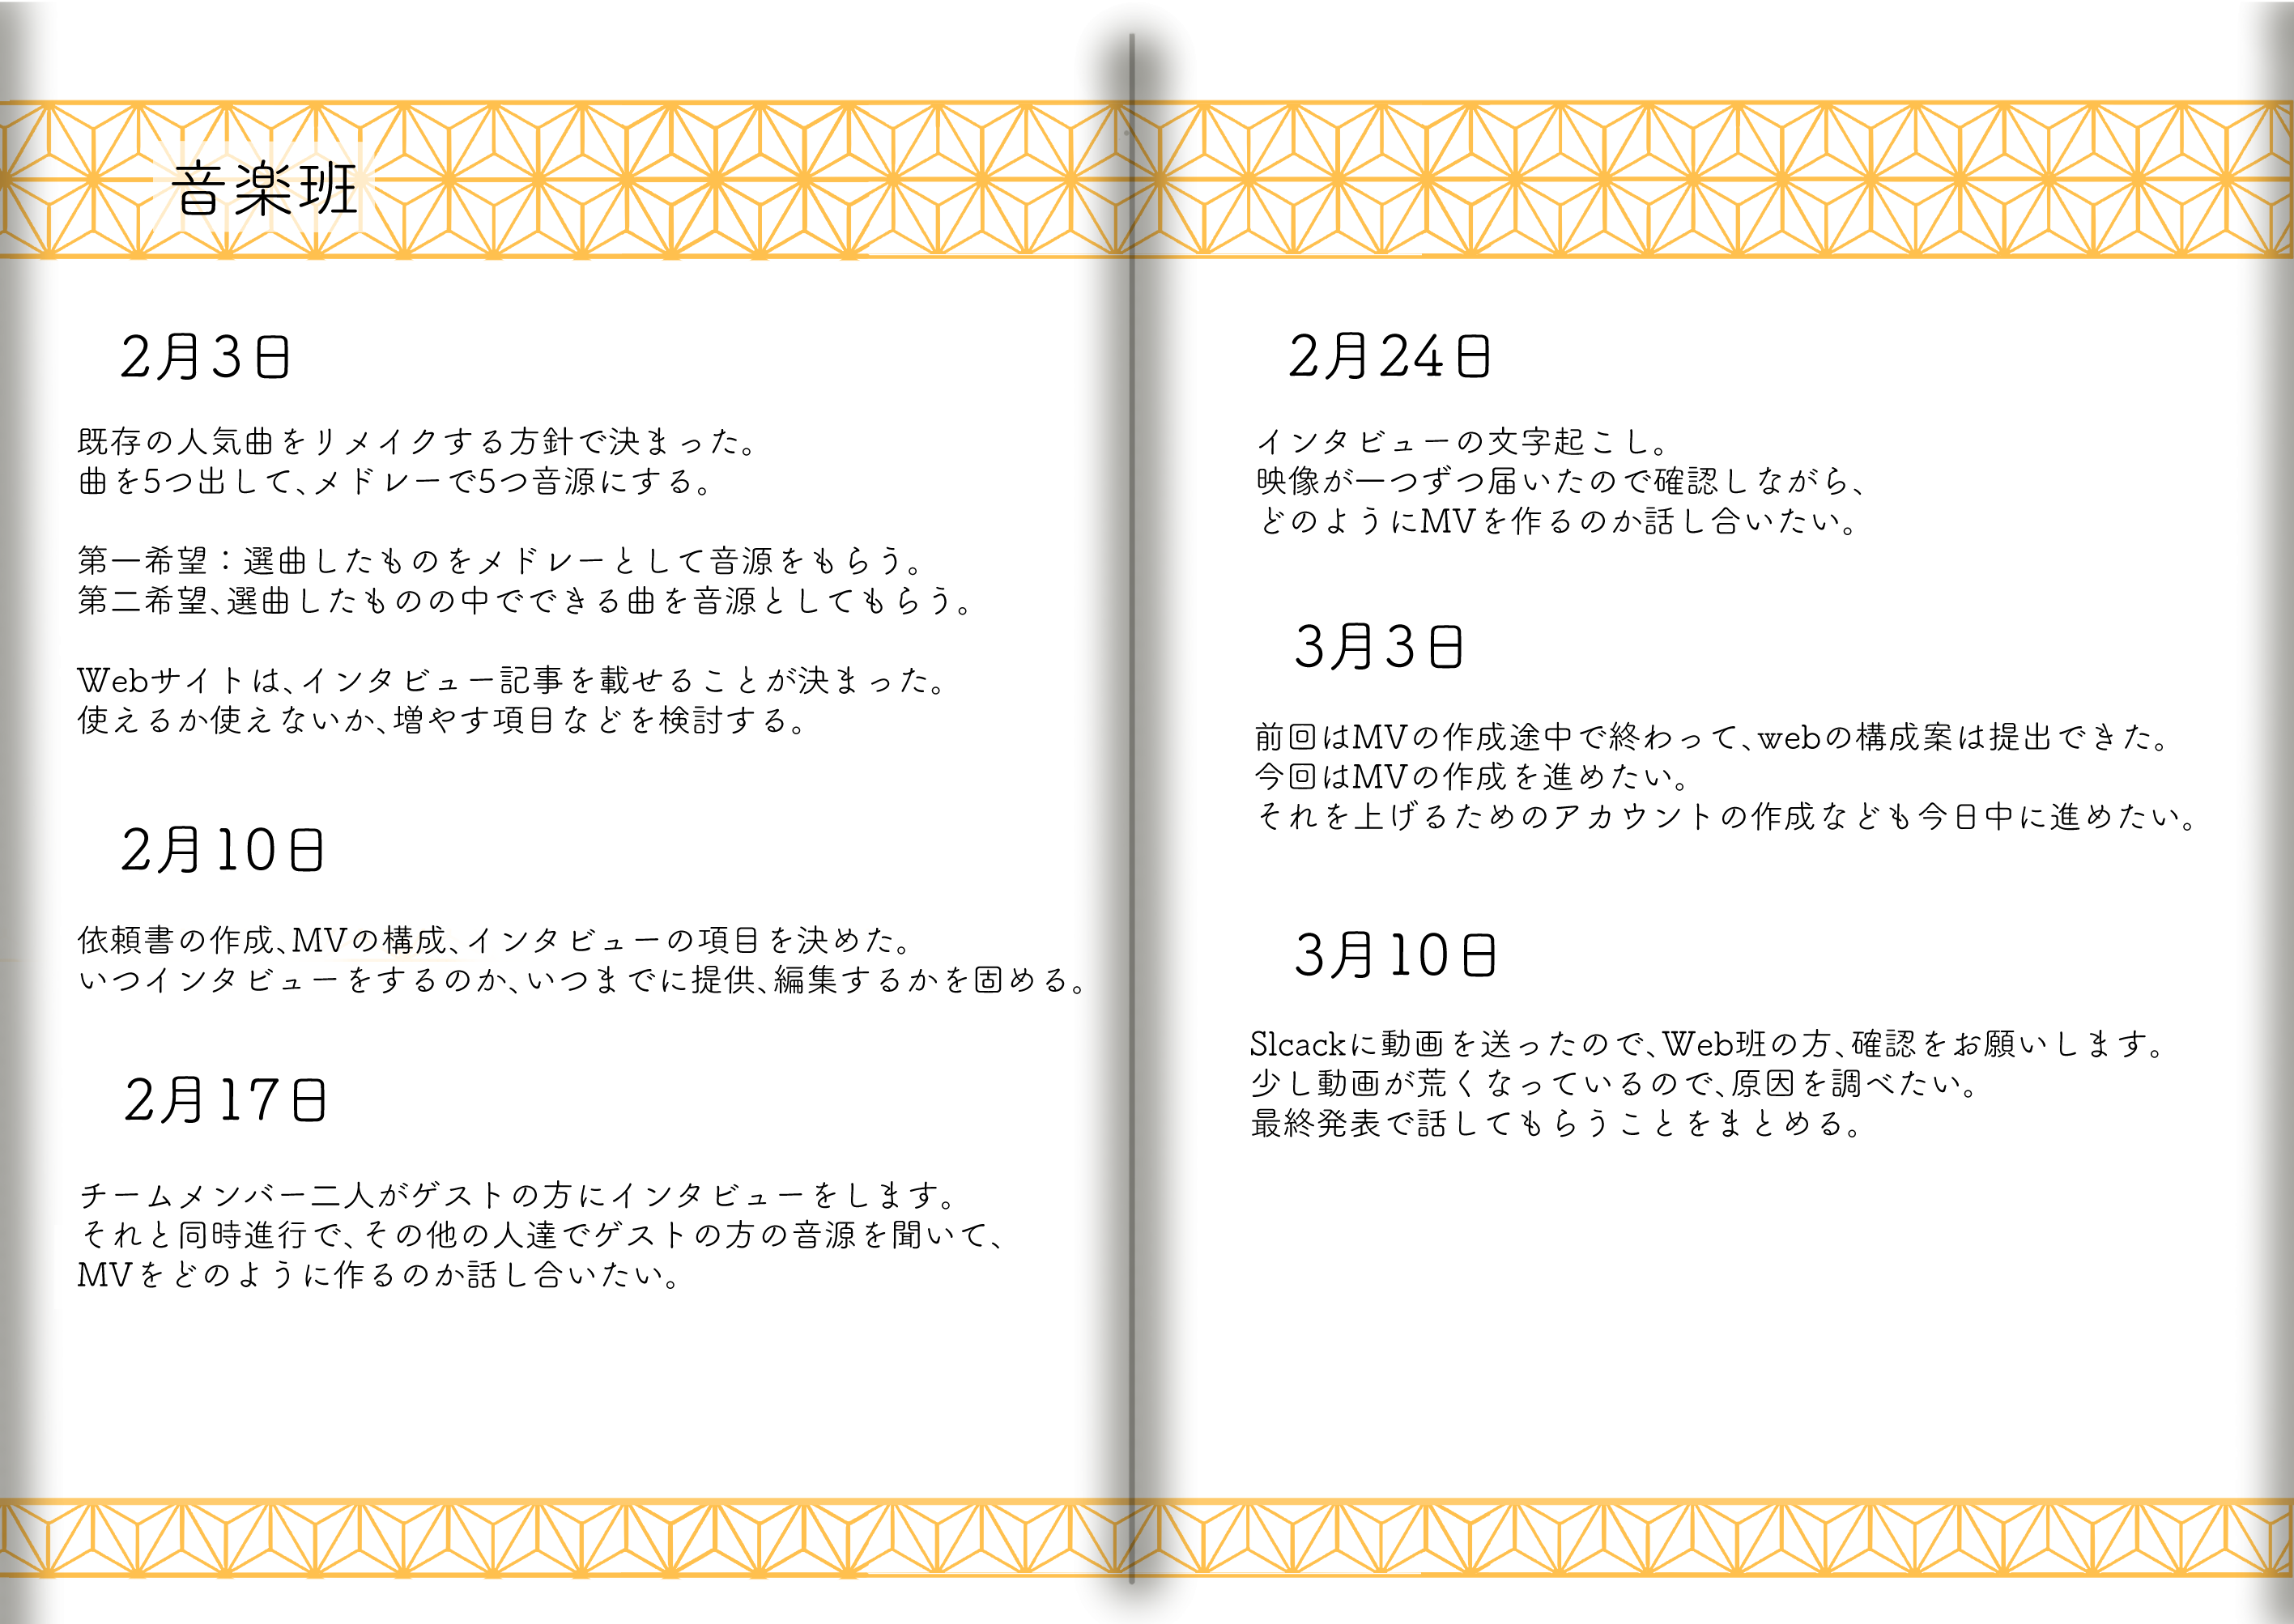 音楽班
2月3日
既存の人気曲をリメイクする方針で決まった。
曲を5つ出して、メドレーで5つ音源にする。
第一希望：選曲したものをメドレーとして音源をもらう。
第二希望、選曲したものの中でできる曲を音源としてもらう。
Webサイトは、インタビュー記事を載せることが決まった。
使えるか使えないか、増やす項目などを検討する。
2月10日
依頼書の作成、MVの構成、インタビューの項目を決めた。
いつインタビューをするのか、いつまでに提供、編集するかを固める。
2月17日
チームメンバー二人がゲストの方にインタビューをします。
それと同時進行で、その他の人達でゲストの方の音源を聞いて、
MVをどのように作るのか話し合いたい。
2月24日
インタビューの文字起こし。
映像が一つずつ届いたので確認しながら、
どのようにMVを作るのか話し合いたい。
3月3日
前回はMVの作成途中で終わって、webの構成案は提出できた。
今回はMVの作成を進めたい。
それを上げるためのアカウントの作成なども今日中に進めたい。
3月10日
Slcackに動画を送ったので、Web班の方、確認をお願いします。
少し動画が荒くなっているので、原因を調べたい。
最終発表で話してもらうことをまとめる。